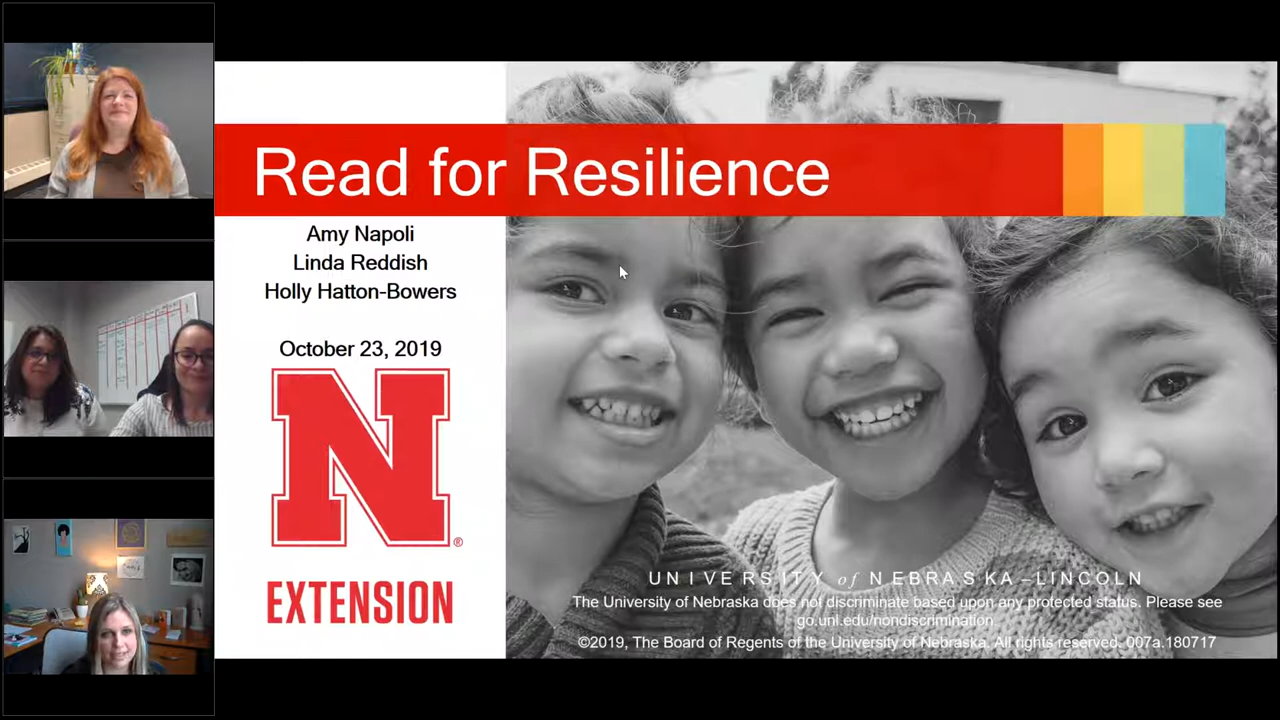 Read for Resilience
Amy Napoli
Linda Reddish
Holly Hatton-Bowers
October 23, 2019
N
®
EXTENSION
UNIVERSITY of NEBRASKA–LINCOLN
The University of Nebraska does not discriminate based upon any protected status. Please see
go.unl.edu/nondiscrimination.
©2019, The Board of Regents of the University of Nebraska. All rights reserved. 007a.180717